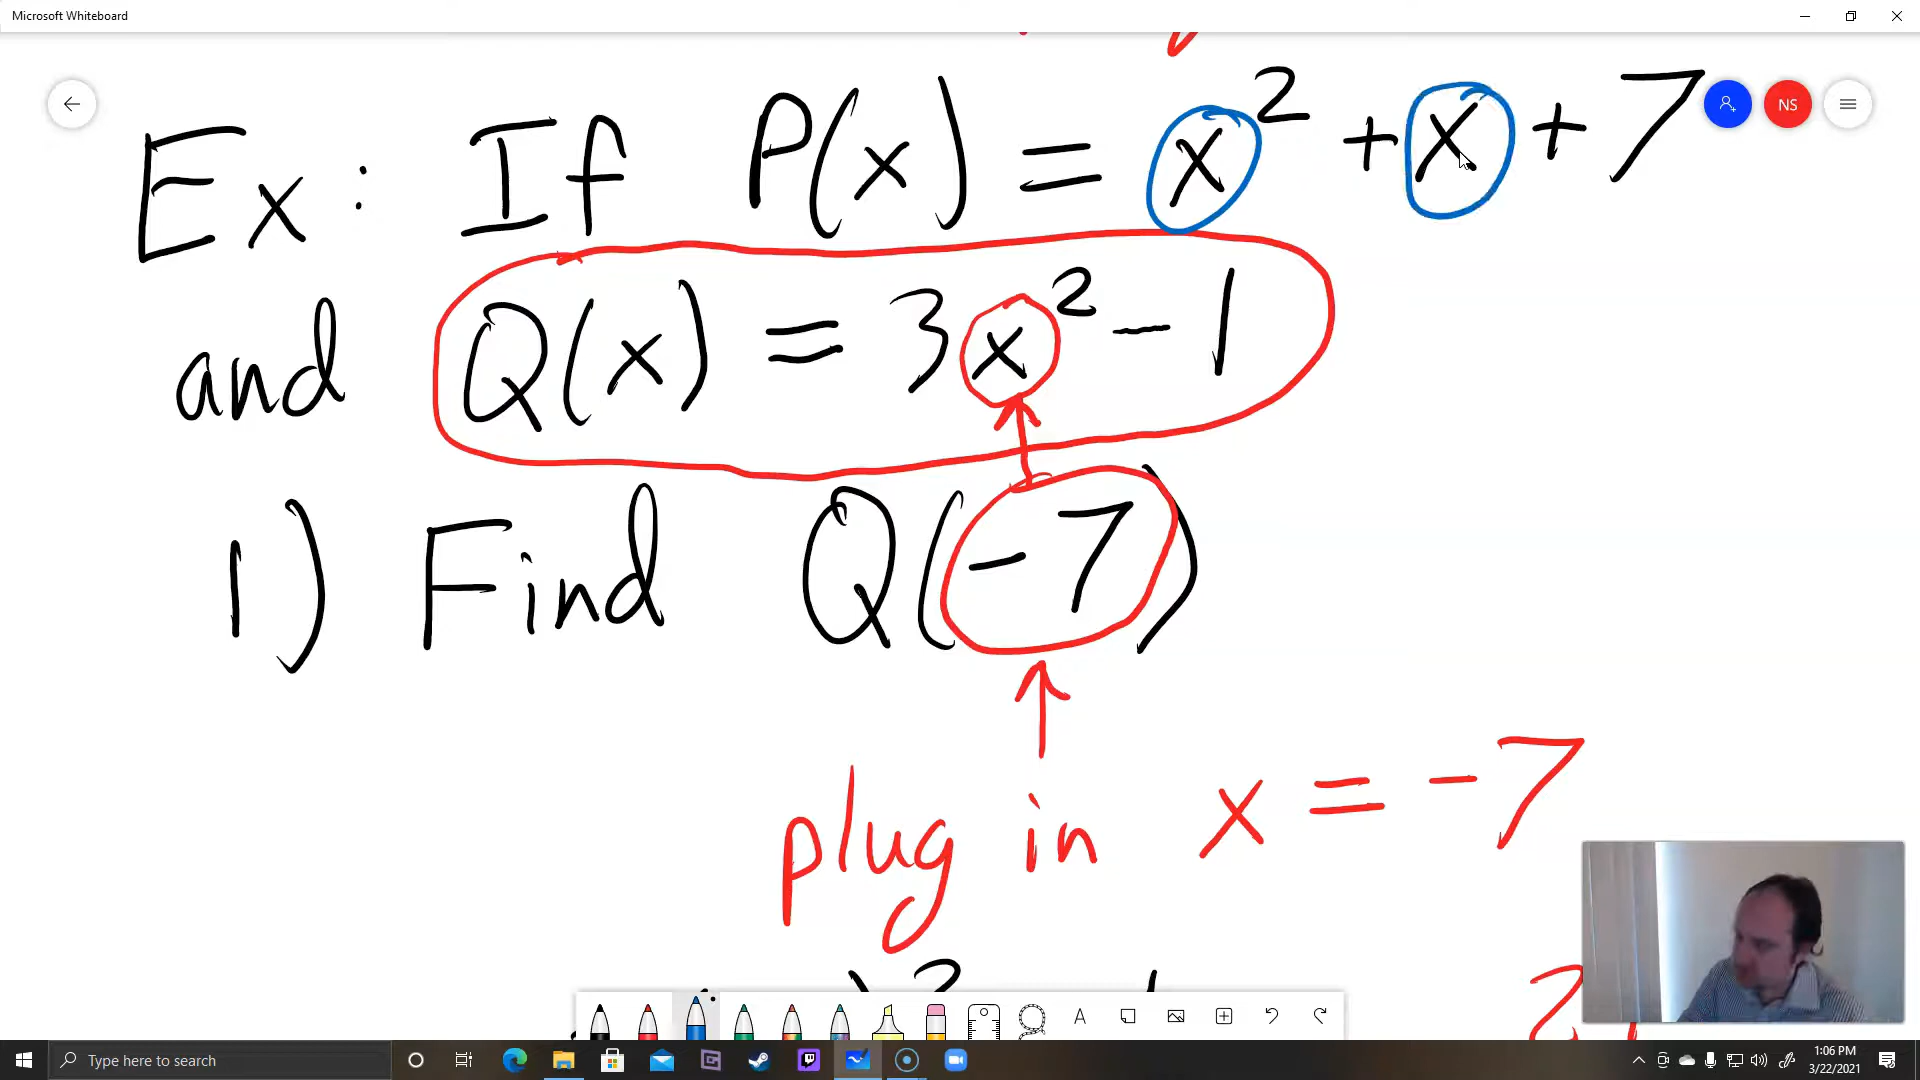 Microsoft Whiteboard
Ex: If P(x) = x² + x + 7
NS
and Q(x) = 3x² - 1
1) Find Q(-7)
plug in x = -7
A
Type here to search
1:06 PM
3/22/2021